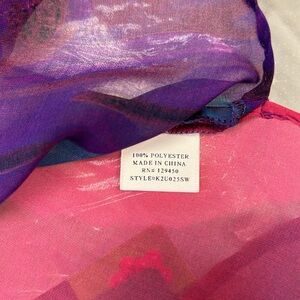 100% POLYESTER
MADE IN CHINA
RN# 129450
STYLE#K2U025SW